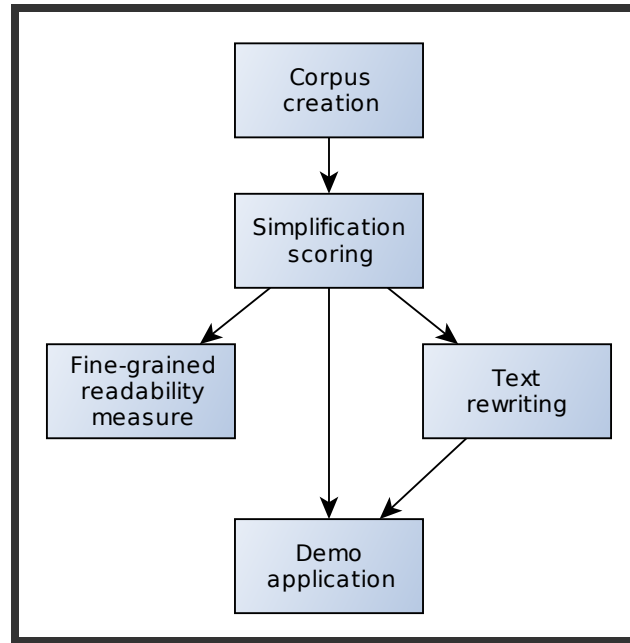 Corpus
creation
Simplification
scoring
Fine-grained
readability
measure
Text
rewriting
Demo
application